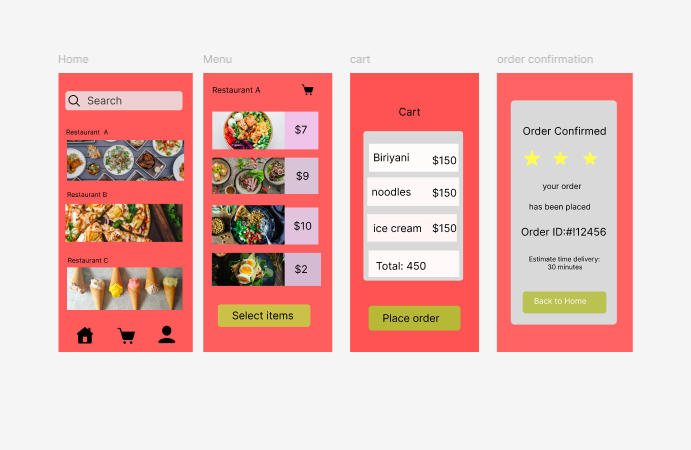 Home
Search
Restaurant A
Restaurant B
Restaurant C
Menu
Restaurant A
$7
$9
$10
$2
Select items
cart
Cart
Biriyani $150
noodles $150
ice cream $150
Total: 450
Place order
order confirmation
Order Confirmed
your order
has been placed
Order ID:#!12456
Estimate time delivery:
30 minutes
Back to Home